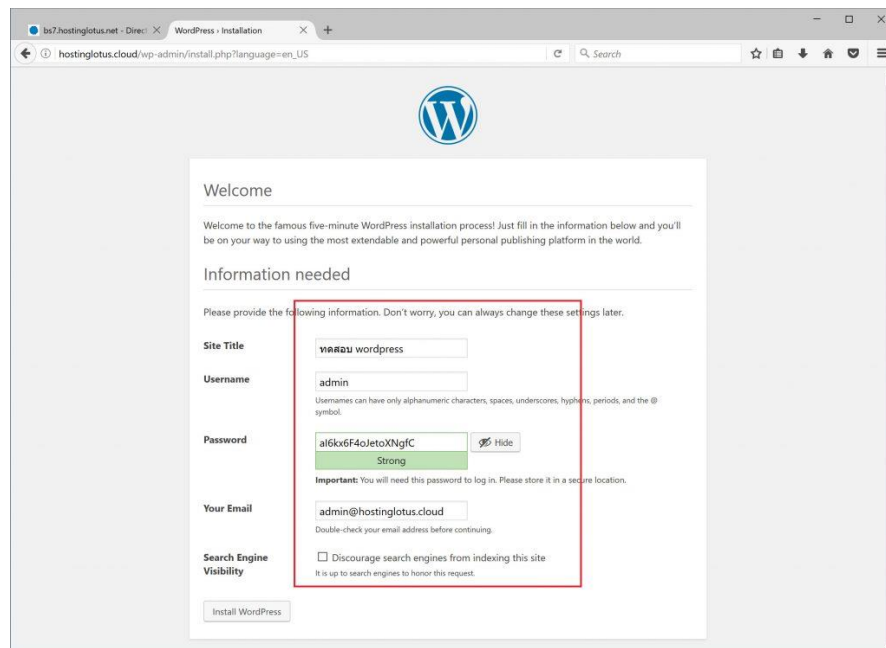 bs7.hostinglotus.net - Direct
WordPress › Installation
hostinglotus.cloud/wp-admin/install.php?language=en_US
Search
Welcome
Welcome to the famous five-minute WordPress installation process! Just fill in the information below and you'll
be on your way to using the most extendable and powerful personal publishing platform in the world.
Information needed
Please provide the following information. Don't worry, you can always change these settings later.
Site Title
ทดสอบ wordpress
Username
admin
Usernames can have only alphanumeric characters, spaces, underscores, hyphens, periods, and the @
symbol.
Password
al6kx6F4oJetoXNgfC
Hide
Strong
Important: You will need this password to log in. Please store it in a secure location.
Your Email
admin@hostinglotus.cloud
Double-check your email address before continuing.
Search Engine
Visibility
Discourage search engines from indexing this site
It is up to search engines to honor this request.
Install WordPress